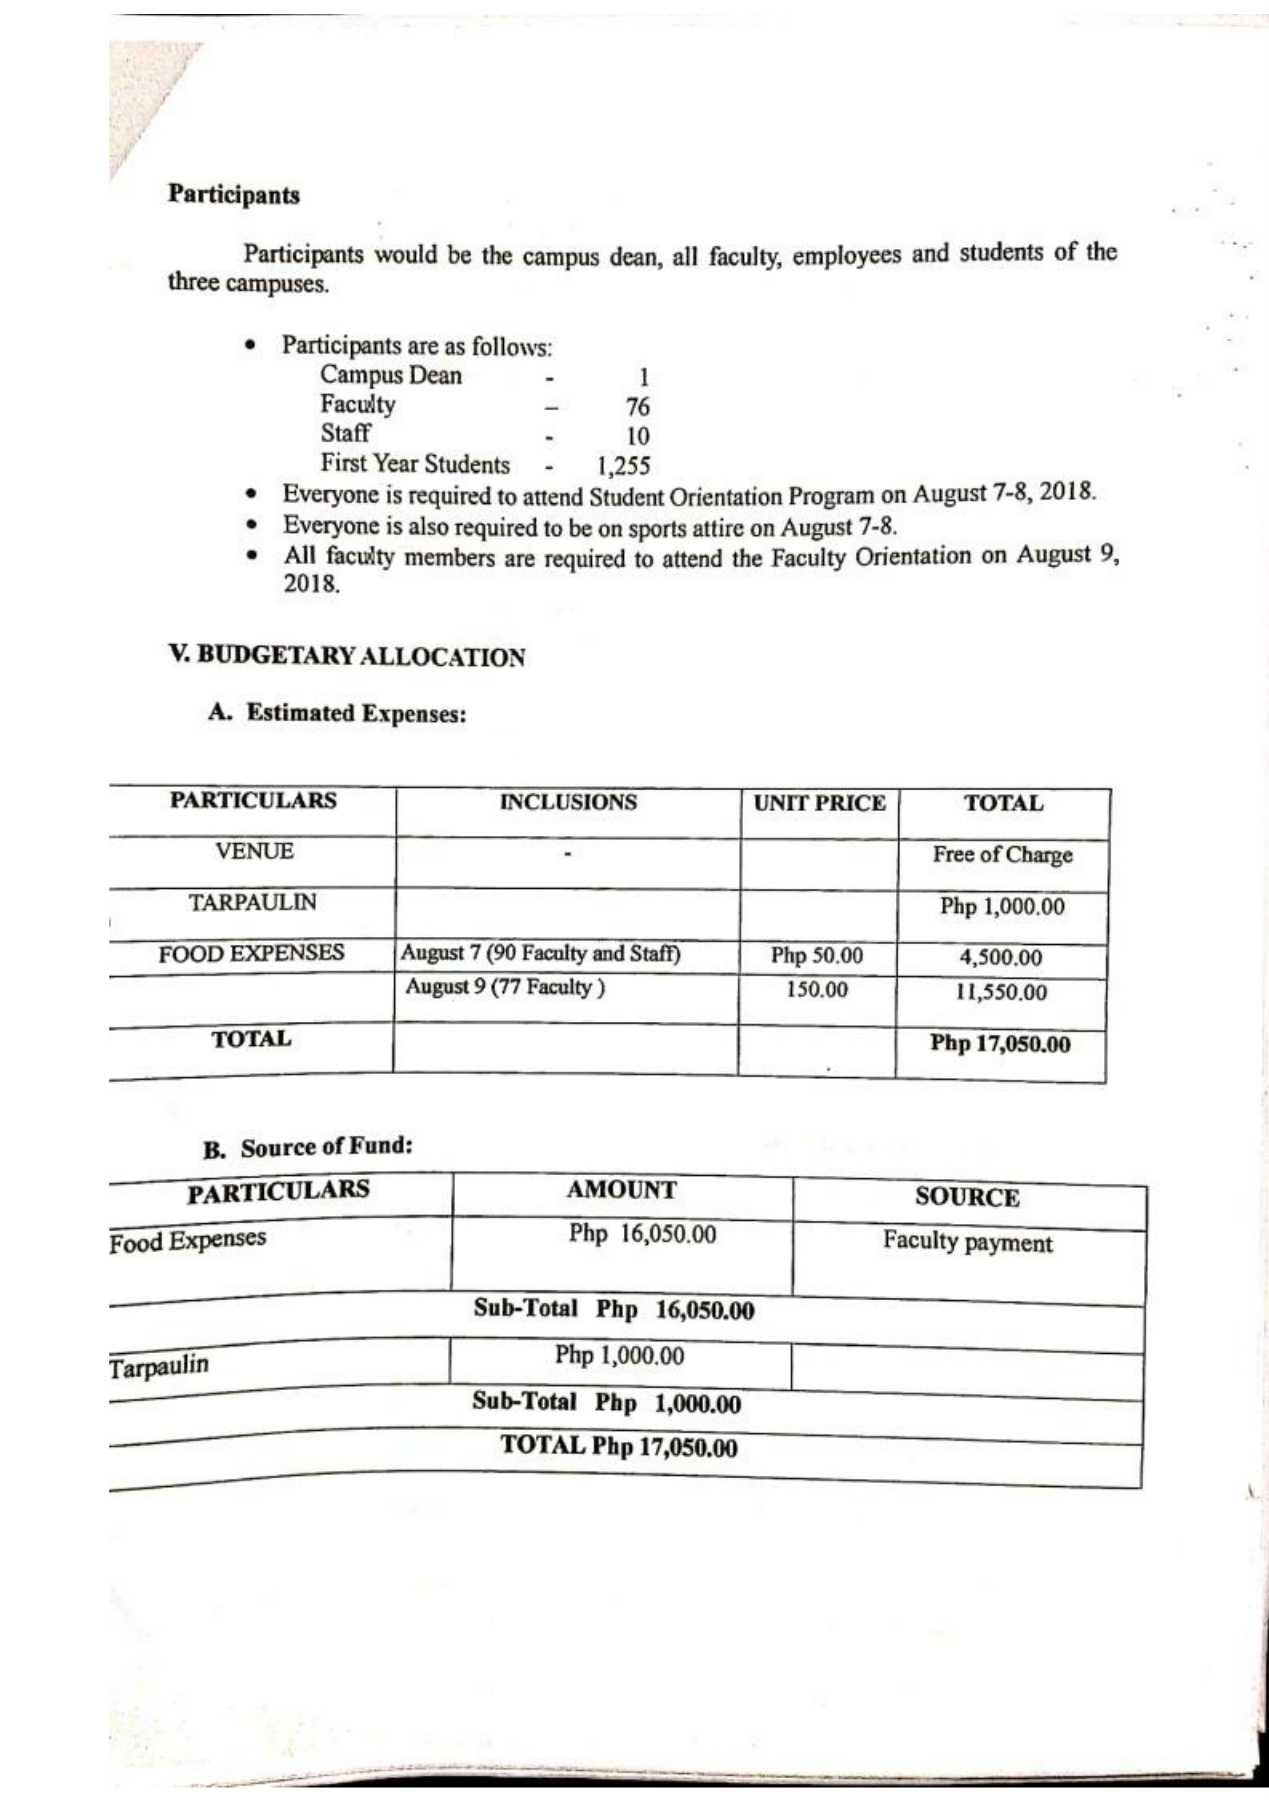 Participants
Participants would be the campus dean, all faculty, employees and students of the
three campuses.
• Participants are as follows:
Campus Dean - 1
Faculty – 76
Staff - 10
First Year Students - 1,255
• Everyone is required to attend Student Orientation Program on August 7-8, 2018.
• Everyone is also required to be on sports attire on August 7-8.
• All faculty members are required to attend the Faculty Orientation on August 9,
2018.
V. BUDGETARY ALLOCATION
A. Estimated Expenses:
PARTICULARS INCLUSIONS UNIT PRICE TOTAL
VENUE - Free of Charge
TARPAULIN Php 1,000.00
FOOD EXPENSES August 7 (90 Faculty and Staff) Php 50.00 4,500.00
August 9 (77 Faculty ) 150.00 11,550.00
TOTAL Php 17,050.00
B. Source of Fund:
PARTICULARS AMOUNT SOURCE
Food Expenses Php 16,050.00 Faculty payment
Sub-Total Php 16,050.00
Tarpaulin Php 1,000.00
Sub-Total Php 1,000.00
TOTAL Php 17,050.00